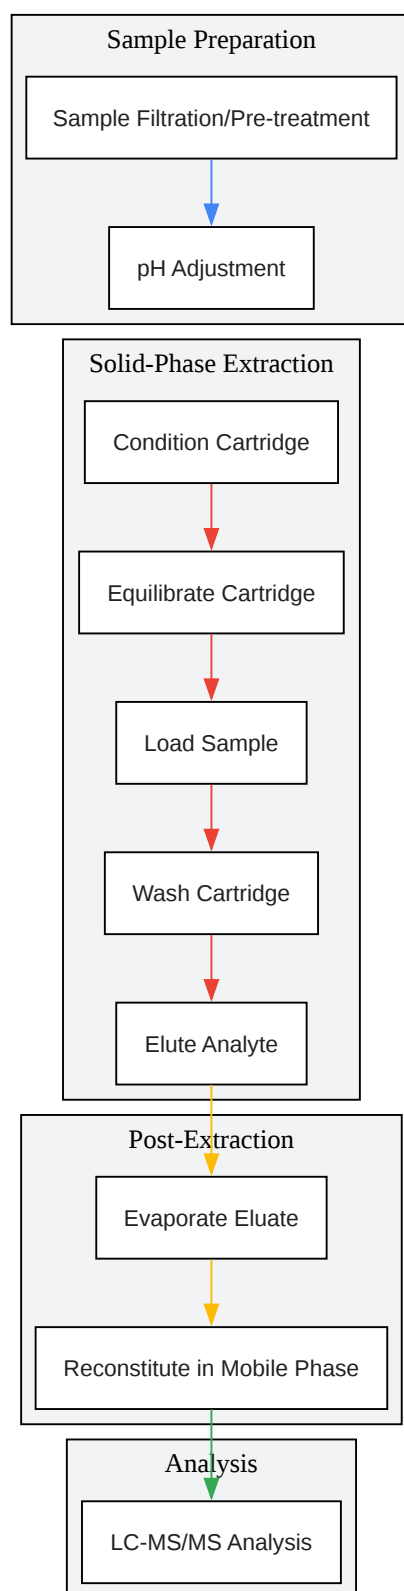 Sample Preparation
Sample Filtration/Pre-treatment
pH Adjustment
Solid-Phase Extraction
Condition Cartridge
Equilibrate Cartridge
Load Sample
Wash Cartridge
Elute Analyte
Post-Extraction
Evaporate Eluate
Reconstitute in Mobile Phase
Analysis
LC-MS/MS Analysis